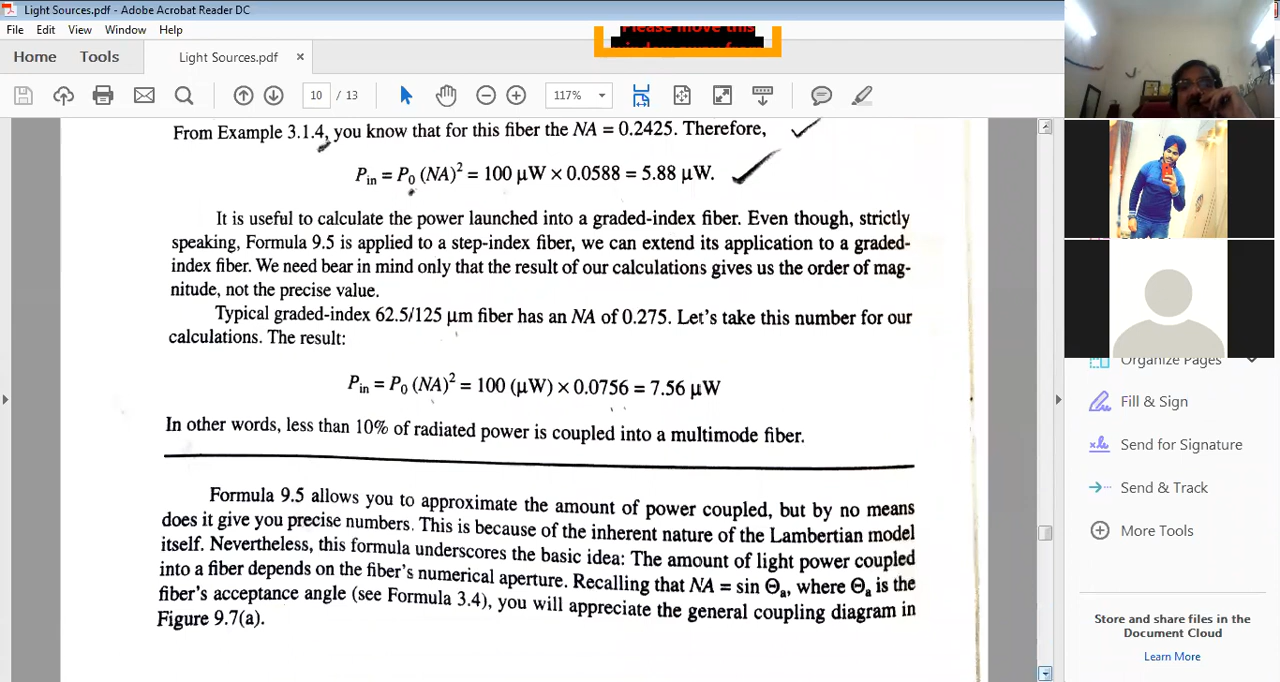 Light Sources.pdf - Adobe Acrobat Reader DC
File Edit View Window Help
Please move this
Home Tools Light Sources.pdf ×
10 / 13 117%
From Example 3.1.4, you know that for this fiber the NA = 0.2425. Therefore,
Pin = P0 (NA)² = 100 μW × 0.0588 = 5.88 μW.
It is useful to calculate the power launched into a graded-index fiber. Even though, strictly
speaking, Formula 9.5 is applied to a step-index fiber, we can extend its application to a graded-
index fiber. We need bear in mind only that the result of our calculations gives us the order of mag-
nitude, not the precise value.
Typical graded-index 62.5/125 μm fiber has an NA of 0.275. Let's take this number for our
calculations. The result:
Pin = P0 (NA)² = 100 (μW) × 0.0756 = 7.56 μW
In other words, less than 10% of radiated power is coupled into a multimode fiber.
Formula 9.5 allows you to approximate the amount of power coupled, but by no means
does it give you precise numbers. This is because of the inherent nature of the Lambertian model
itself. Nevertheless, this formula underscores the basic idea: The amount of light power coupled
into a fiber depends on the fiber's numerical aperture. Recalling that NA = sin Θa, where Θa is the
fiber's acceptance angle (see Formula 3.4), you will appreciate the general coupling diagram in
Figure 9.7(a).
Organize Pages
Fill & Sign
Send for Signature
Send & Track
More Tools
Store and share files in the
Document Cloud
Learn More